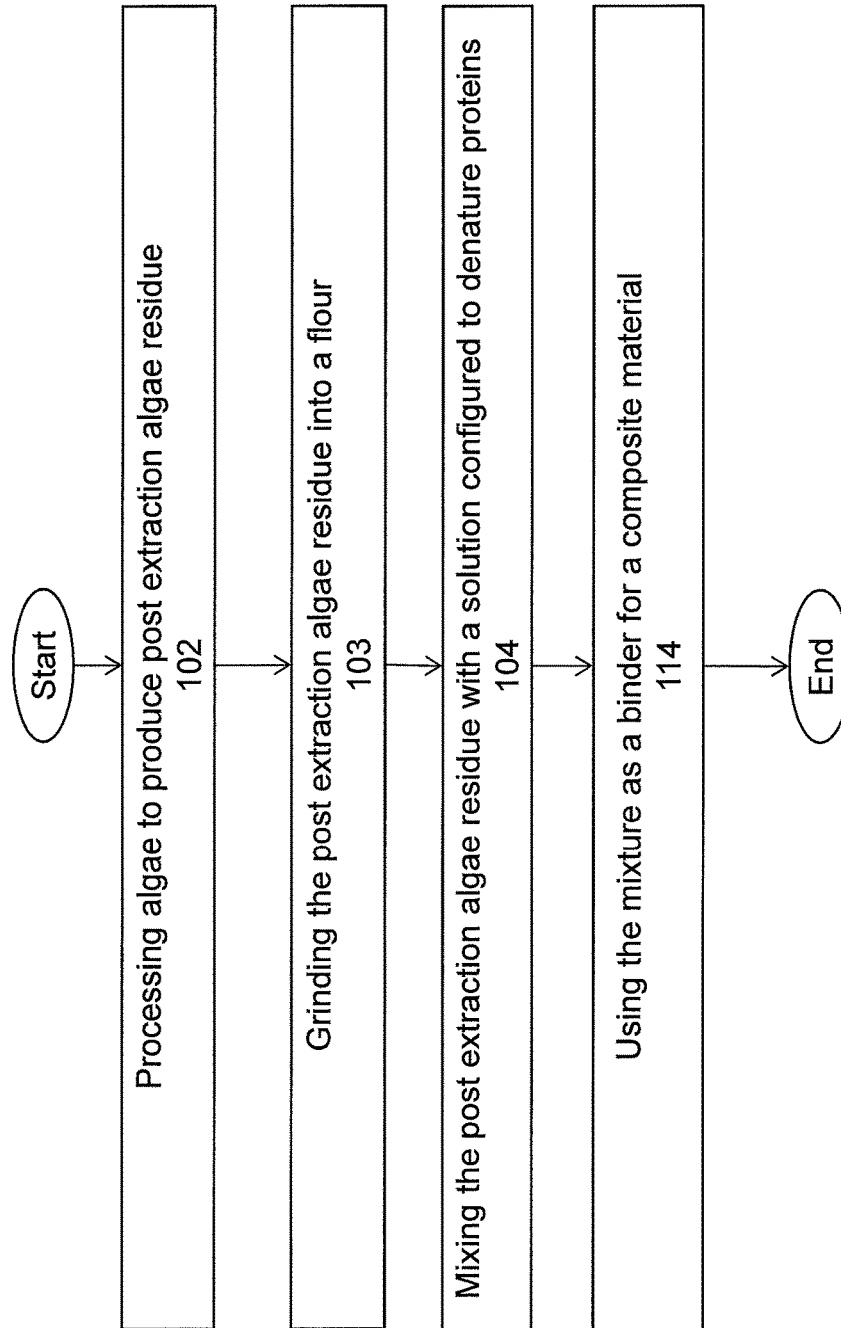 Start
Processing algae to produce post extraction algae residue
102
Grinding the post extraction algae residue into a flour
103
Mixing the post extraction algae residue with a solution configured to denature proteins
104
Using the mixture as a binder for a composite material
114
End